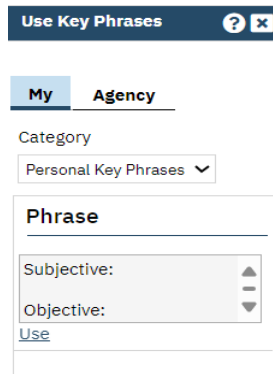 Use Key Phrases
My Agency
Category
Personal Key Phrases
Phrase
Subjective:
Objective:
Use